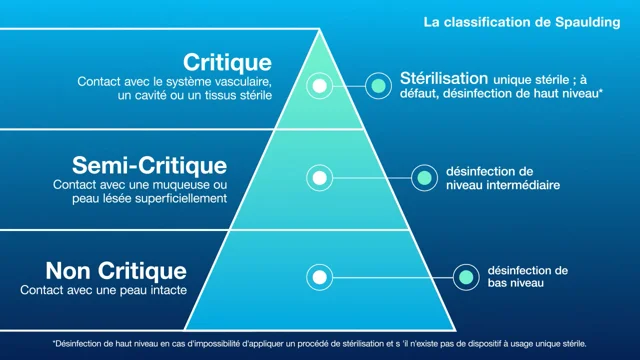 La classification de Spaulding
Critique
Contact avec le système vasculaire,
un cavité ou un tissus stérile
Stérilisation unique stérile ; à
défaut, désinfection de haut niveau*
Semi-Critique
Contact avec une muqueuse ou
peau lésée superficiellement
désinfection de
niveau intermédiaire
Non Critique
Contact avec une peau intacte
désinfection de
bas niveau
*Désinfection de haut niveau en cas d'impossibilité d'appliquer un procédé de stérilisation et s 'il n'existe pas de dispositif à usage unique stérile.